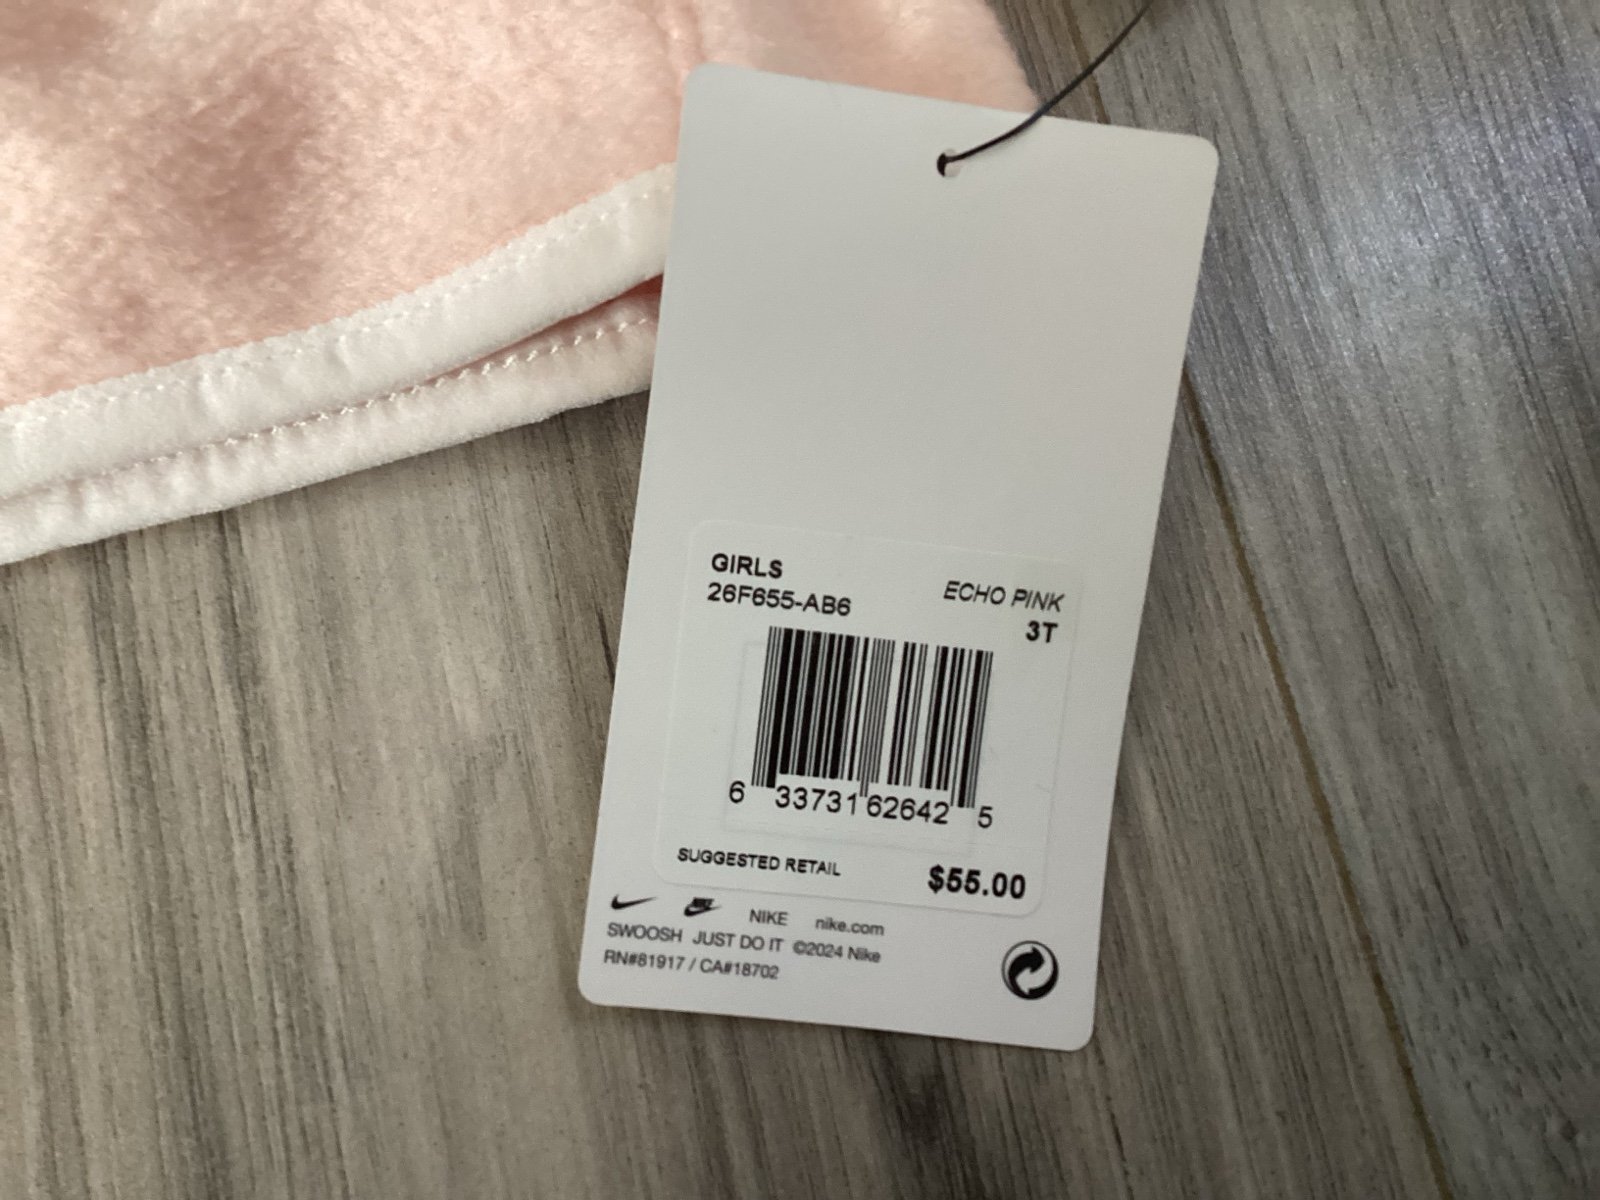 GIRLS
26F655-AB6
ECHO PINK
3T
6 33731 62642 5
SUGGESTED RETAIL $55.00
NIKE NIKE nike.com
SWOOSH JUST DO IT ©2024 Nike
RN#81917 / CA#18702